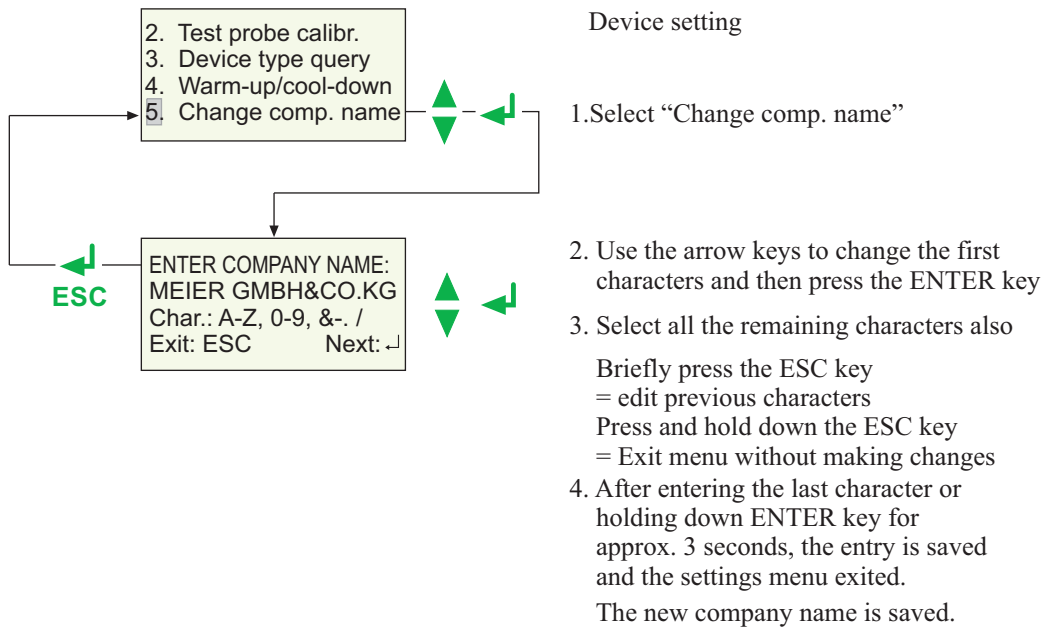 Device setting
2. Test probe calibr.
3. Device type query
4. Warm-up/cool-down
5. Change comp. name
1.Select “Change comp. name”
ESC
ENTER COMPANY NAME:
MEIER GMBH&CO.KG
Char.: A-Z, 0-9, &-. /
Exit: ESC Next: ↵
2. Use the arrow keys to change the first
characters and then press the ENTER key
3. Select all the remaining characters also
Briefly press the ESC key
= edit previous characters
Press and hold down the ESC key
= Exit menu without making changes
4. After entering the last character or
holding down ENTER key for
approx. 3 seconds, the entry is saved
and the settings menu exited.
The new company name is saved.